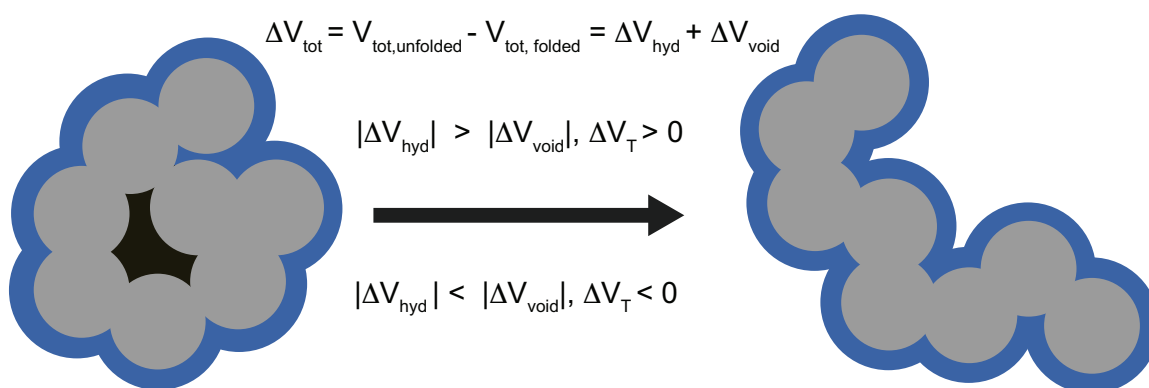 ΔV_tot = V_tot,unfolded - V_tot, folded = ΔV_hyd + ΔV_void
|ΔV_hyd| > |ΔV_void|, ΔV_T > 0
|ΔV_hyd| < |ΔV_void|, ΔV_T < 0